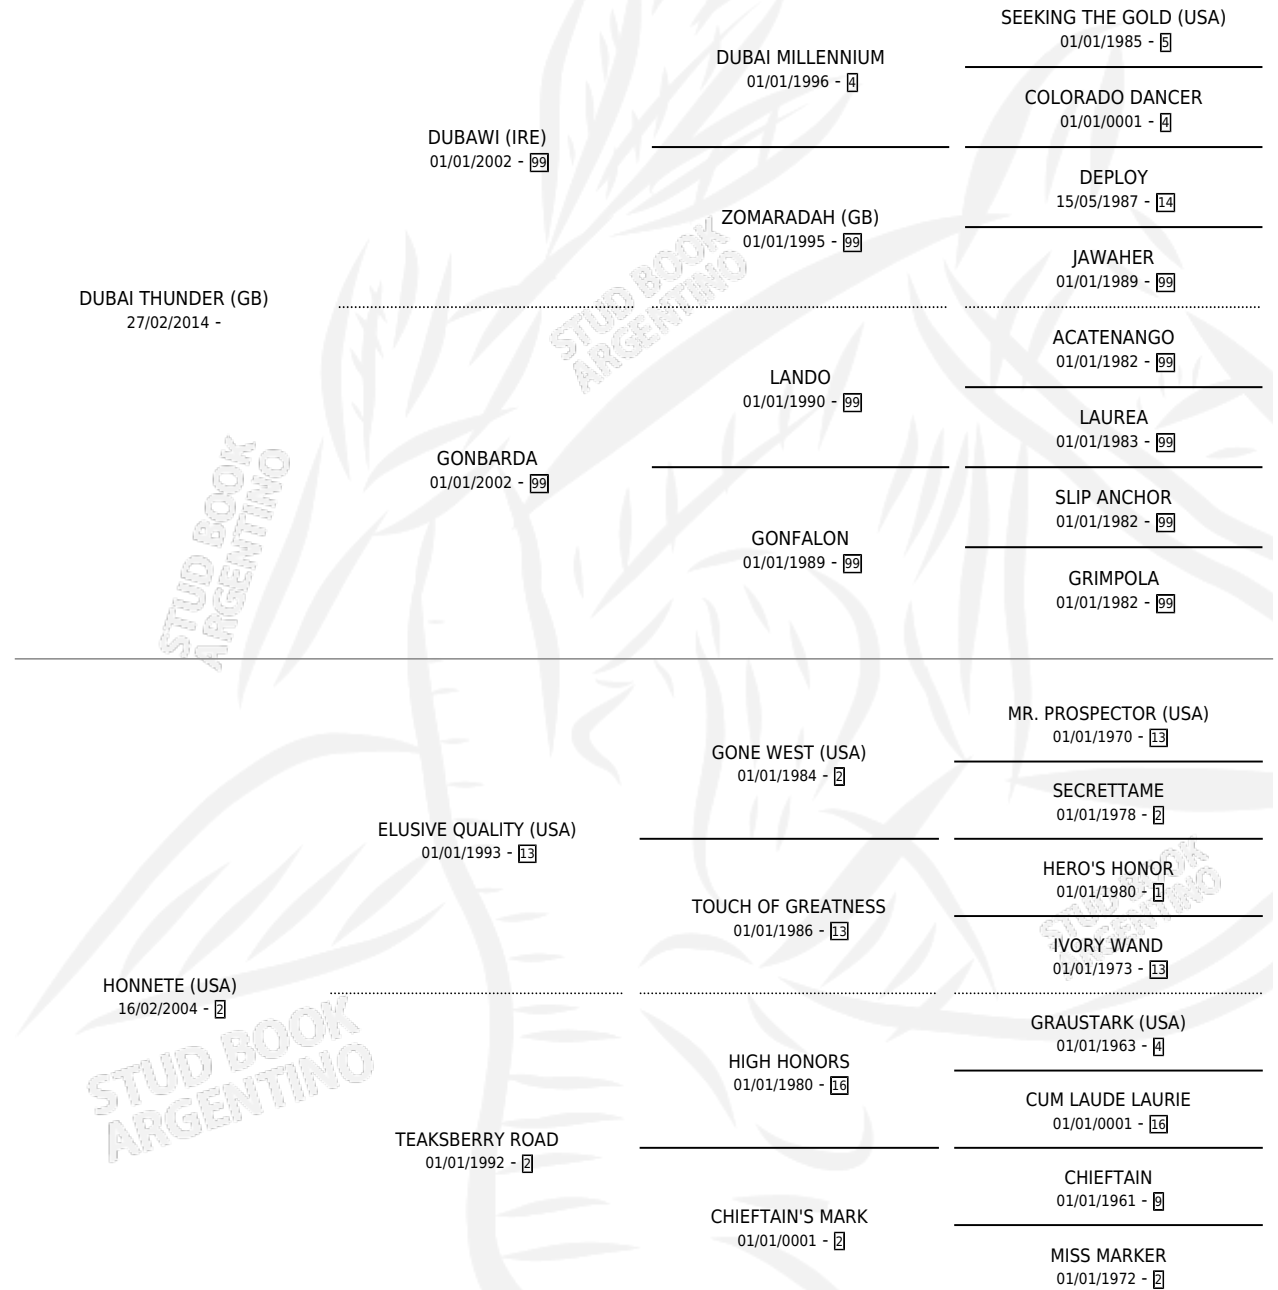 SEEKING THE GOLD (USA)
01/01/1985 - 5
DUBAI MILLENNIUM
01/01/1996 - 4
COLORADO DANCER
01/01/0001 - 4
DUBAWI (IRE)
01/01/2002 - 99
DEPLOY
15/05/1987 - 14
ZOMARADAH (GB)
01/01/1995 - 99
JAWAHER
01/01/1989 - 99
DUBAI THUNDER (GB)
27/02/2014 -
ACATENANGO
01/01/1982 - 99
LANDO
01/01/1990 - 99
LAUREA
01/01/1983 - 99
GONBARDA
01/01/2002 - 99
SLIP ANCHOR
01/01/1982 - 99
GONFALON
01/01/1989 - 99
GRIMPOLA
01/01/1982 - 99
MR. PROSPECTOR (USA)
01/01/1970 - 13
GONE WEST (USA)
01/01/1984 - 2
SECRETTAME
01/01/1978 - 2
ELUSIVE QUALITY (USA)
01/01/1993 - 13
HERO'S HONOR
01/01/1980 - 1
TOUCH OF GREATNESS
01/01/1986 - 13
IVORY WAND
01/01/1973 - 13
HONNETE (USA)
16/02/2004 - 2
GRAUSTARK (USA)
01/01/1963 - 4
HIGH HONORS
01/01/1980 - 16
CUM LAUDE LAURIE
01/01/0001 - 16
TEAKSBERRY ROAD
01/01/1992 - 2
CHIEFTAIN
01/01/1961 - 9
CHIEFTAIN'S MARK
01/01/0001 - 2
MISS MARKER
01/01/1972 - 2
STUD BOOK
ARGENTINO
STUD BOOK
ARGENTINO
STUD BOOK
ARGENTINO
STUD BOOK
ARGENTINO